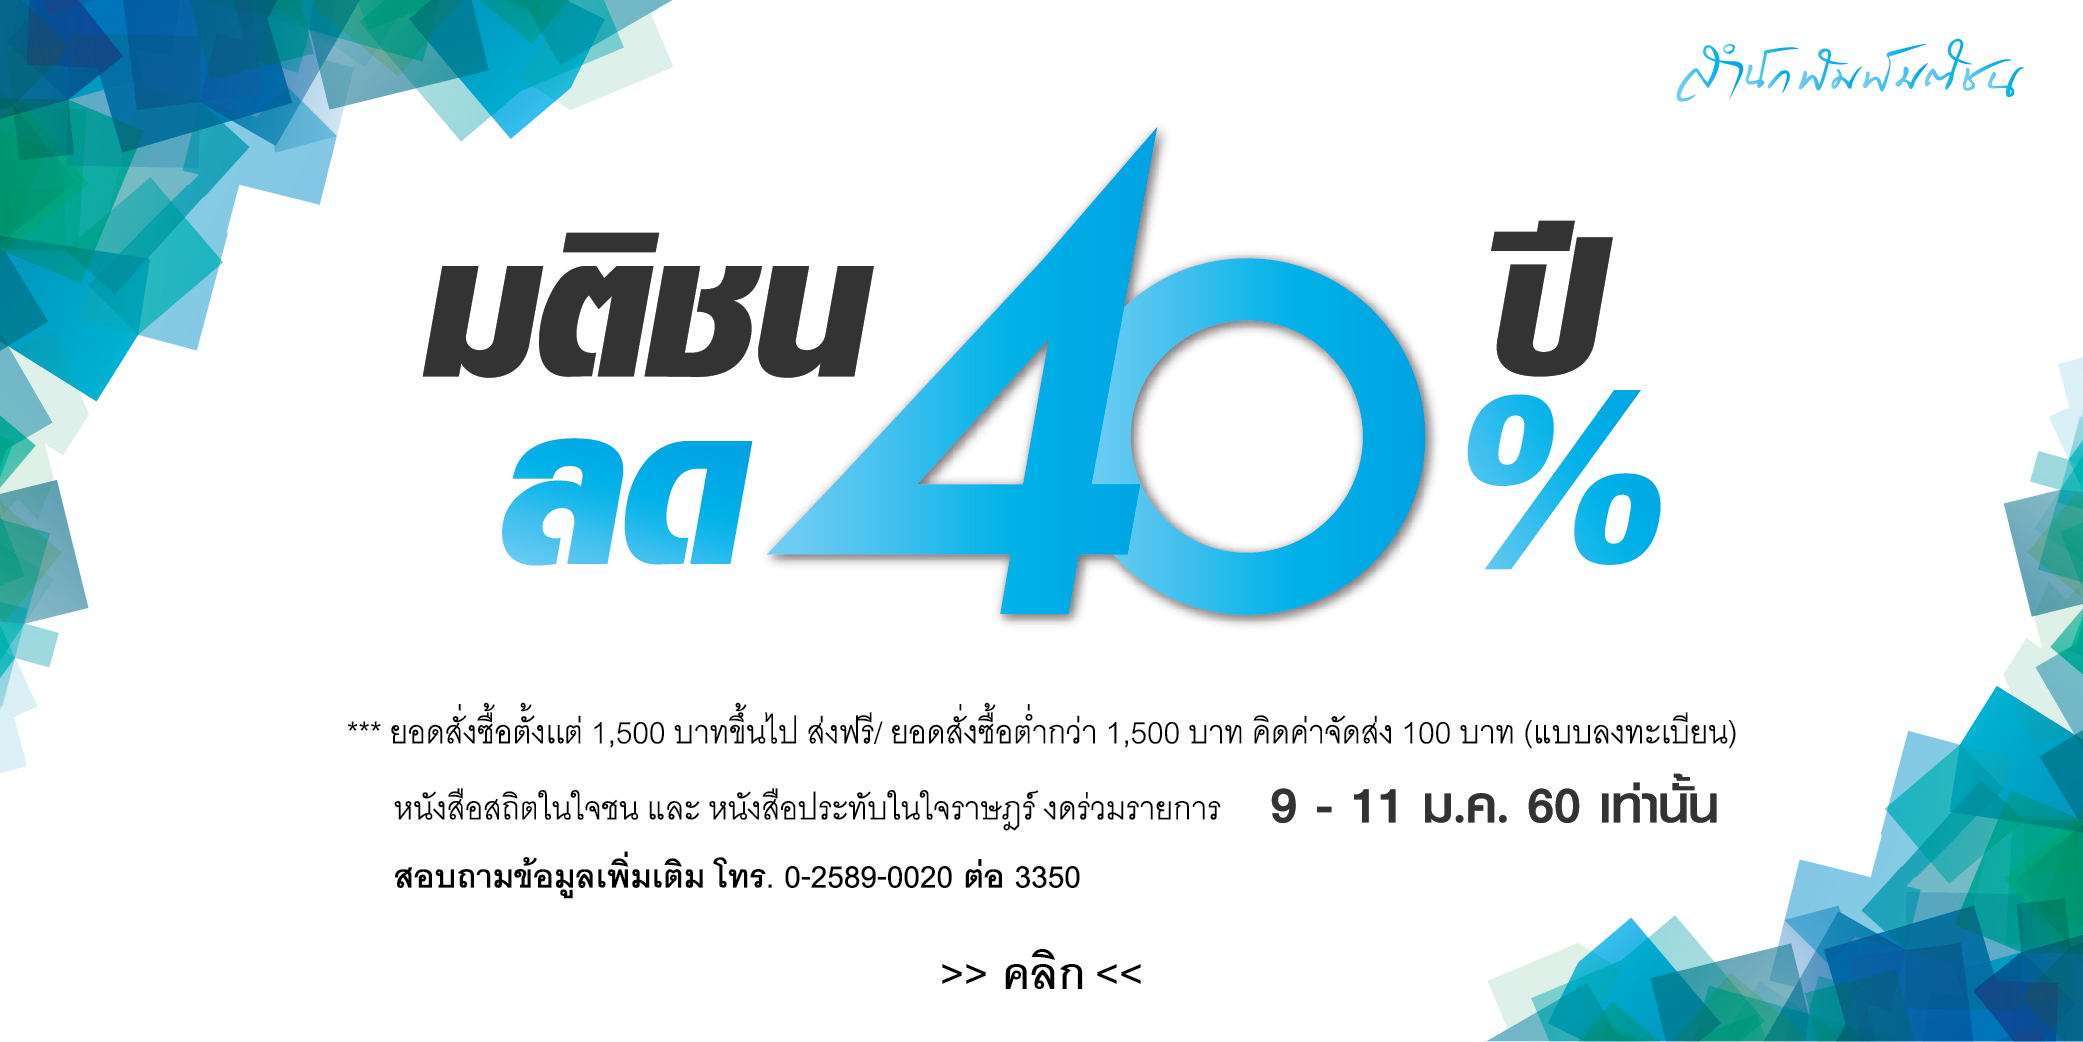 สำนักพิมพ์มติชน
มติชน 40 ปี
ลด 40 %
*** ยอดสั่งซื้อตั้งแต่ 1,500 บาทขึ้นไป ส่งฟรี/ ยอดสั่งซื้อต่ำกว่า 1,500 บาท คิดค่าจัดส่ง 100 บาท (แบบลงทะเบียน)
หนังสือสถิตในใจชน และ หนังสือประทับในใจราษฎร์ งดร่วมรายการ 9 - 11 ม.ค. 60 เท่านั้น
สอบถามข้อมูลเพิ่มเติม โทร. 0-2589-0020 ต่อ 3350
>> คลิก <<